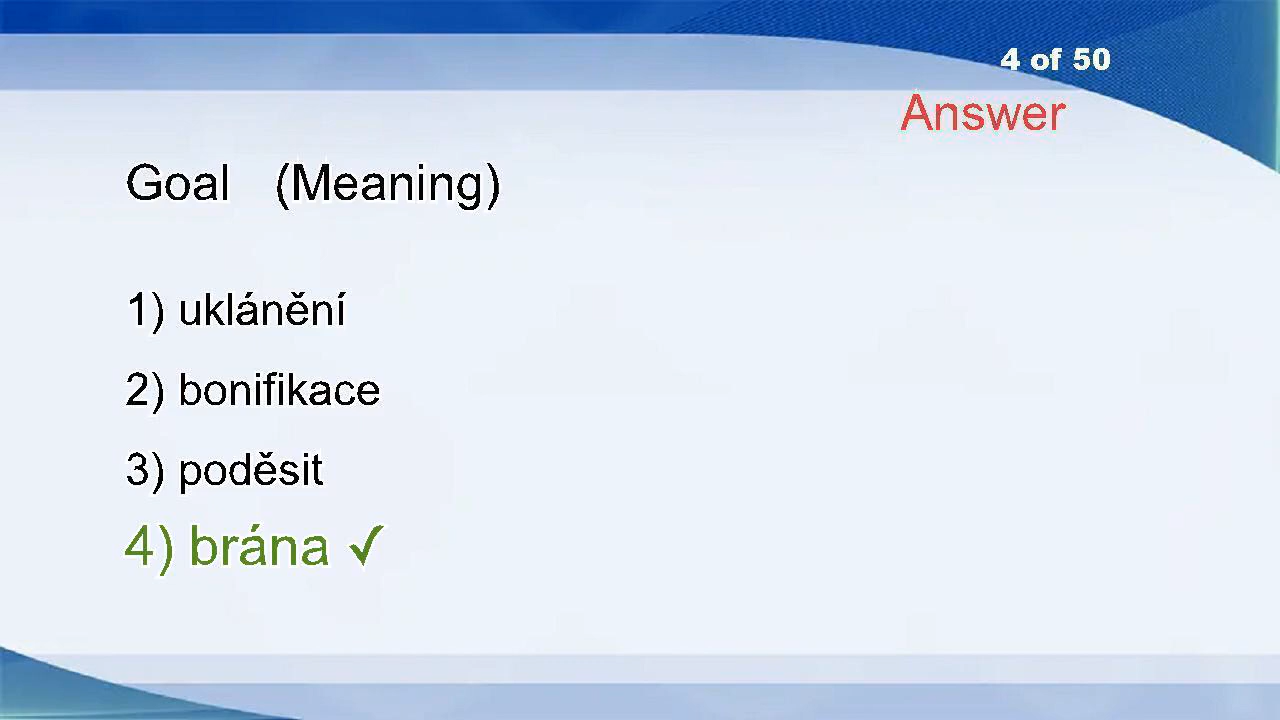 4 of 50
Answer
Goal (Meaning)
1) uklánění
2) bonifikace
3) poděsit
4) brána ✓